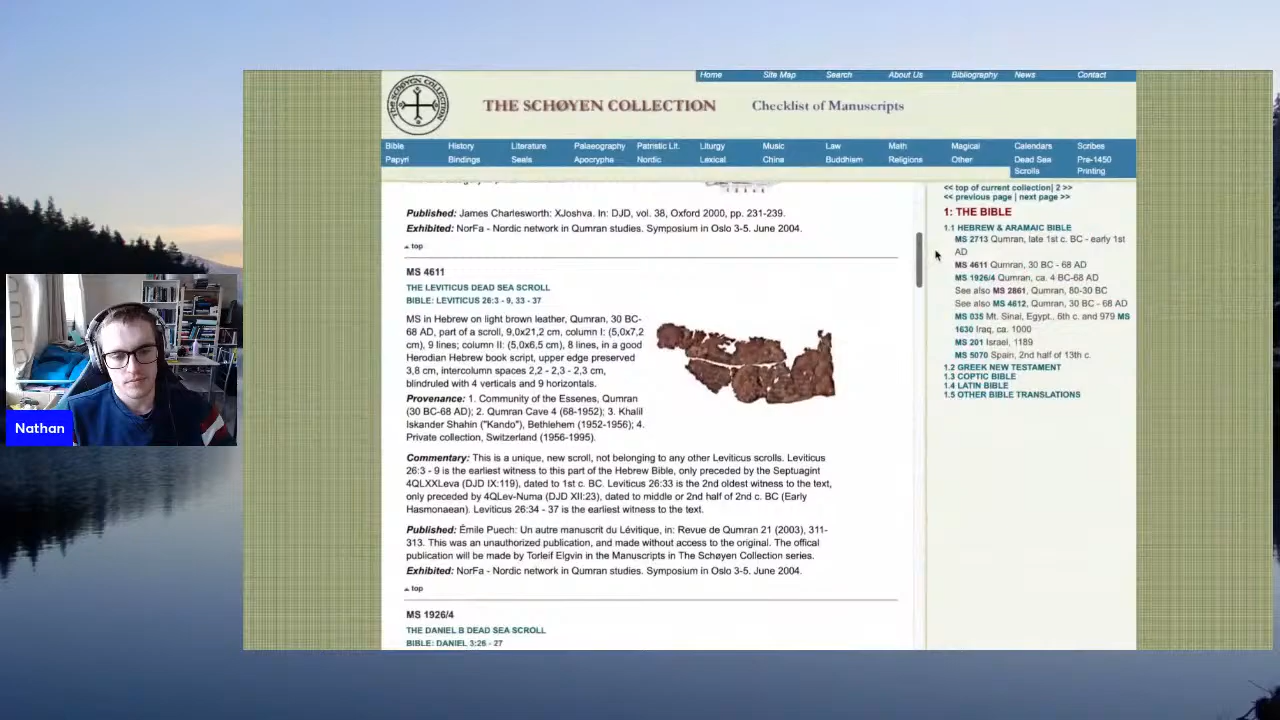 Home Site Map Search About Us Bibliography News Contact
THE SCHØYEN COLLECTION
THE SCHØYEN COLLECTION Checklist of Manuscripts
Bible History Literature Palaeography Patristic Lit. Liturgy Music Law Math Magical Calendars Scribes
Papyri Bindings Seals Apocrypha Nordic Lexical China Buddhism Religions Other Dead Sea Pre-1450
Scrolls Printing
Published: James Charlesworth: XJoshva. In: DJD, vol. 38, Oxford 2000, pp. 231-239.
Exhibited: NorFa - Nordic network in Qumran studies. Symposium in Oslo 3-5. June 2004.
top
MS 4611
THE LEVITICUS DEAD SEA SCROLL
BIBLE: LEVITICUS 26:3 - 9, 33 - 37
MS in Hebrew on light brown leather, Qumran, 30 BC-
68 AD, part of a scroll, 9,0x21,2 cm, column I: (5,0x7,2
cm), 9 lines; column II: (5,0x6,5 cm), 8 lines, in a good
Herodian Hebrew book script, upper edge preserved
3,8 cm, intercolumn spaces 2,2 - 2,3 - 2,3 cm,
blindruled with 4 verticals and 9 horizontals.
Provenance: 1. Community of the Essenes, Qumran
(30 BC-68 AD); 2. Qumran Cave 4 (68-1952); 3. Khalil
Iskander Shahin ("Kando"), Bethlehem (1952-1956); 4.
Private collection, Switzerland (1956-1995).
Commentary: This is a unique, new scroll, not belonging to any other Leviticus scrolls. Leviticus
26:3 - 9 is the earliest witness to this part of the Hebrew Bible, only preceded by the Septuagint
4QLXXLeva (DJD IX:119), dated to 1st c. BC. Leviticus 26:33 is the 2nd oldest witness to the text,
only preceded by 4QLev-Numa (DJD XII:23), dated to middle or 2nd half of 2nd c. BC (Early
Hasmonaean). Leviticus 26:34 - 37 is the earliest witness to the text.
Published: Émile Puech: Un autre manuscrit du Lévitique, in: Revue de Qumran 21 (2003), 311-
313. This was an unauthorized publication, and made without access to the original. The offical
publication will be made by Torleif Elgvin in the Manuscripts in The Schøyen Collection series.
Exhibited: NorFa - Nordic network in Qumran studies. Symposium in Oslo 3-5. June 2004.
top
MS 1926/4
THE DANIEL B DEAD SEA SCROLL
BIBLE: DANIEL 3:26 - 27
<< top of current collection| 2 >>
<< previous page | next page >>
1: THE BIBLE
1.1 HEBREW & ARAMAIC BIBLE
MS 2713 Qumran, late 1st c. BC - early 1st
AD
MS 4611 Qumran, 30 BC - 68 AD
MS 1926/4 Qumran, ca. 4 BC-68 AD
See also MS 2861, Qumran, 80-30 BC
See also MS 4612, Qumran, 30 BC - 68 AD
MS 035 Mt. Sinai, Egypt., 6th c. and 979 MS
1630 Iraq, ca. 1000
MS 201 Israel, 1189
MS 5070 Spain, 2nd half of 13th c.
1.2 GREEK NEW TESTAMENT
1.3 COPTIC BIBLE
1.4 LATIN BIBLE
1.5 OTHER BIBLE TRANSLATIONS
Nathan